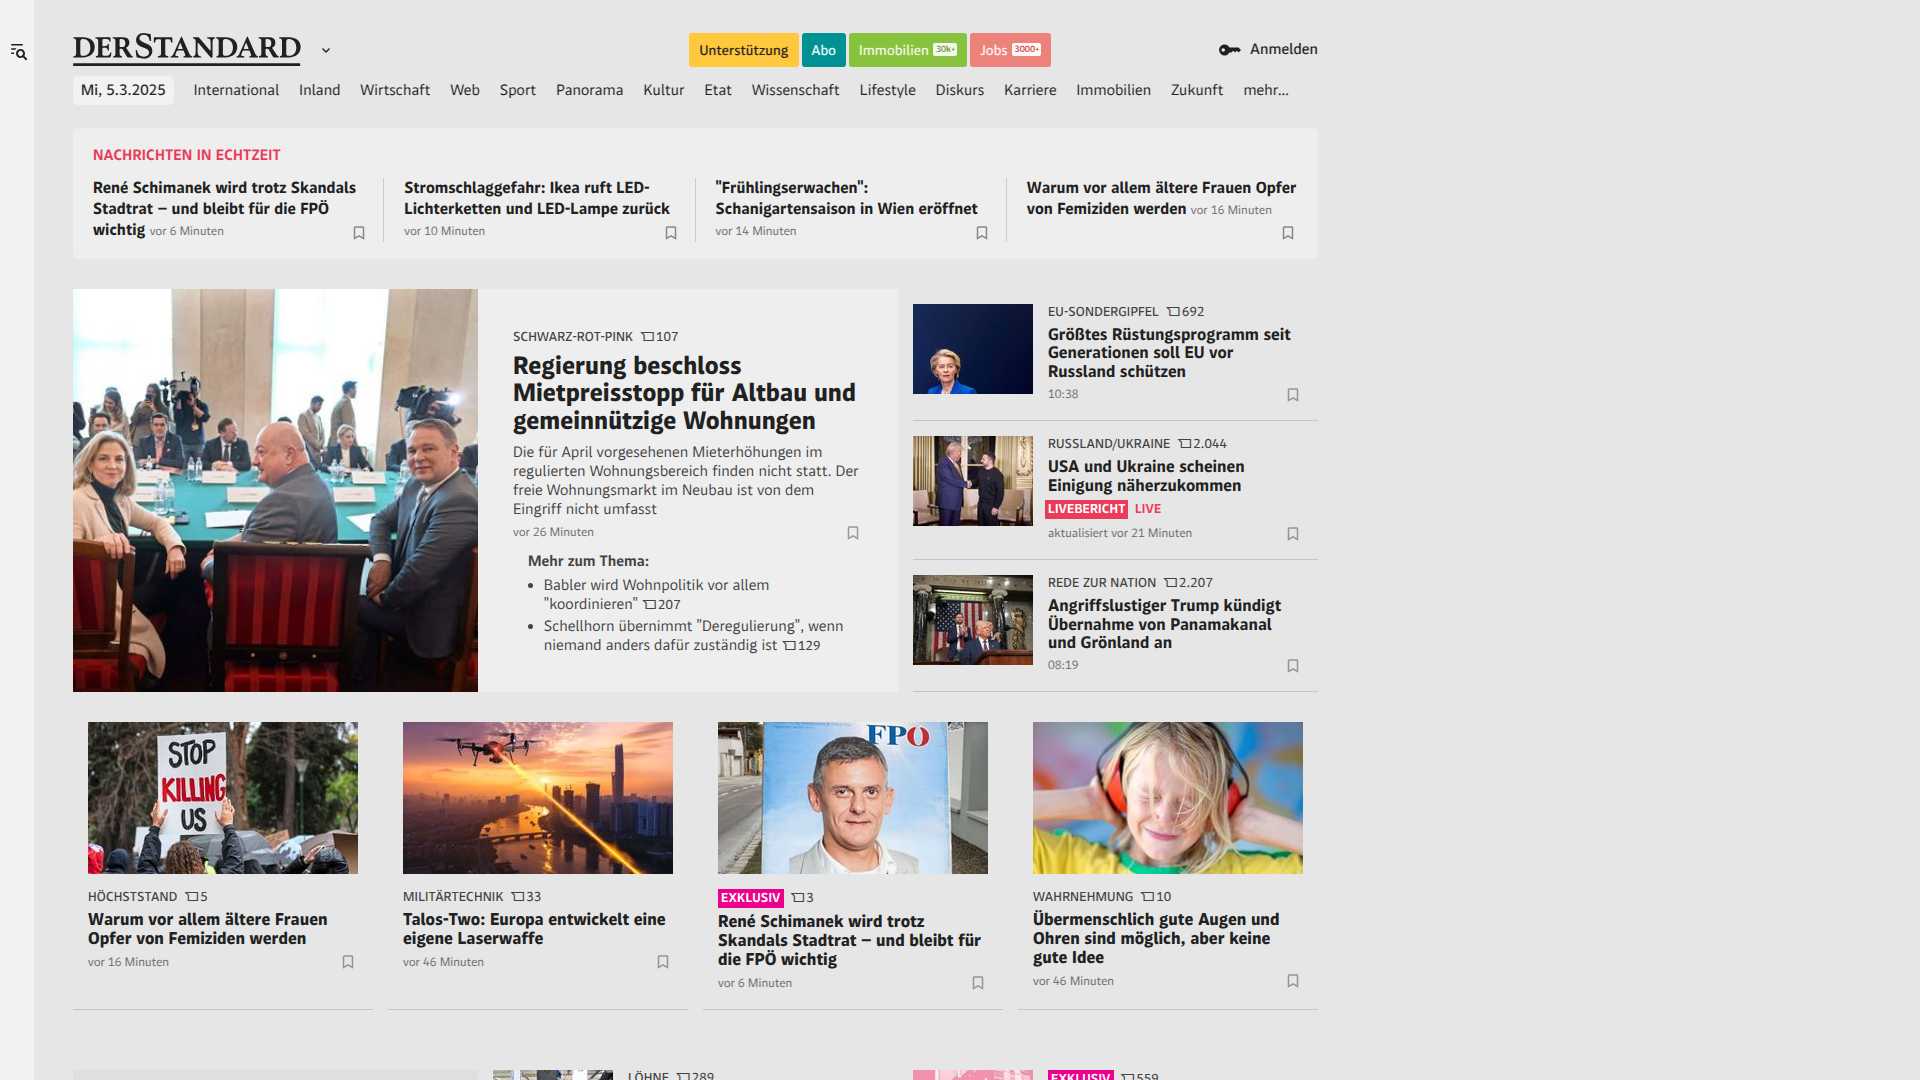 DERSTANDARD
Unterstützung
Abo
Immobilien 30k+
Jobs 3000+
Anmelden
Mi, 5.3.2025
International
Inland
Wirtschaft
Web
Sport
Panorama
Kultur
Etat
Wissenschaft
Lifestyle
Diskurs
Karriere
Immobilien
Zukunft
mehr...
NACHRICHTEN IN ECHTZEIT
René Schimanek wird trotz Skandals
Stadtrat – und bleibt für die FPÖ
wichtig vor 6 Minuten
Stromschlaggefahr: Ikea ruft LED-
Lichterketten und LED-Lampe zurück
vor 10 Minuten
"Frühlingserwachen":
Schanigartensaison in Wien eröffnet
vor 14 Minuten
Warum vor allem ältere Frauen Opfer
von Femiziden werden vor 16 Minuten
SCHWARZ-ROT-PINK 107
Regierung beschloss
Mietpreisstopp für Altbau und
gemeinnützige Wohnungen
Die für April vorgesehenen Mieterhöhungen im
regulierten Wohnungsbereich finden nicht statt. Der
freie Wohnungsmarkt im Neubau ist von dem
Eingriff nicht umfasst
vor 26 Minuten
Mehr zum Thema:
• Babler wird Wohnpolitik vor allem
"koordinieren" 207
• Schellhorn übernimmt "Deregulierung", wenn
niemand anders dafür zuständig ist 129
EU-SONDERGIPFEL 692
Größtes Rüstungsprogramm seit
Generationen soll EU vor
Russland schützen
10:38
RUSSLAND/UKRAINE 2.044
USA und Ukraine scheinen
Einigung näherzukommen
LIVEBERICHT LIVE
aktualisiert vor 21 Minuten
REDE ZUR NATION 2.207
Angriffslustiger Trump kündigt
Übernahme von Panamakanal
und Grönland an
08:19
STOP
KILLING
US
HÖCHSTSTAND 5
Warum vor allem ältere Frauen
Opfer von Femiziden werden
vor 16 Minuten
MILITÄRTECHNIK 33
Talos-Two: Europa entwickelt eine
eigene Laserwaffe
vor 46 Minuten
FPÖ
EXKLUSIV 3
René Schimanek wird trotz
Skandals Stadtrat – und bleibt für
die FPÖ wichtig
vor 6 Minuten
WAHRNEHMUNG 10
Übermenschlich gute Augen und
Ohren sind möglich, aber keine
gute Idee
vor 46 Minuten
LÖHNE 289
EXKLUSIV 559